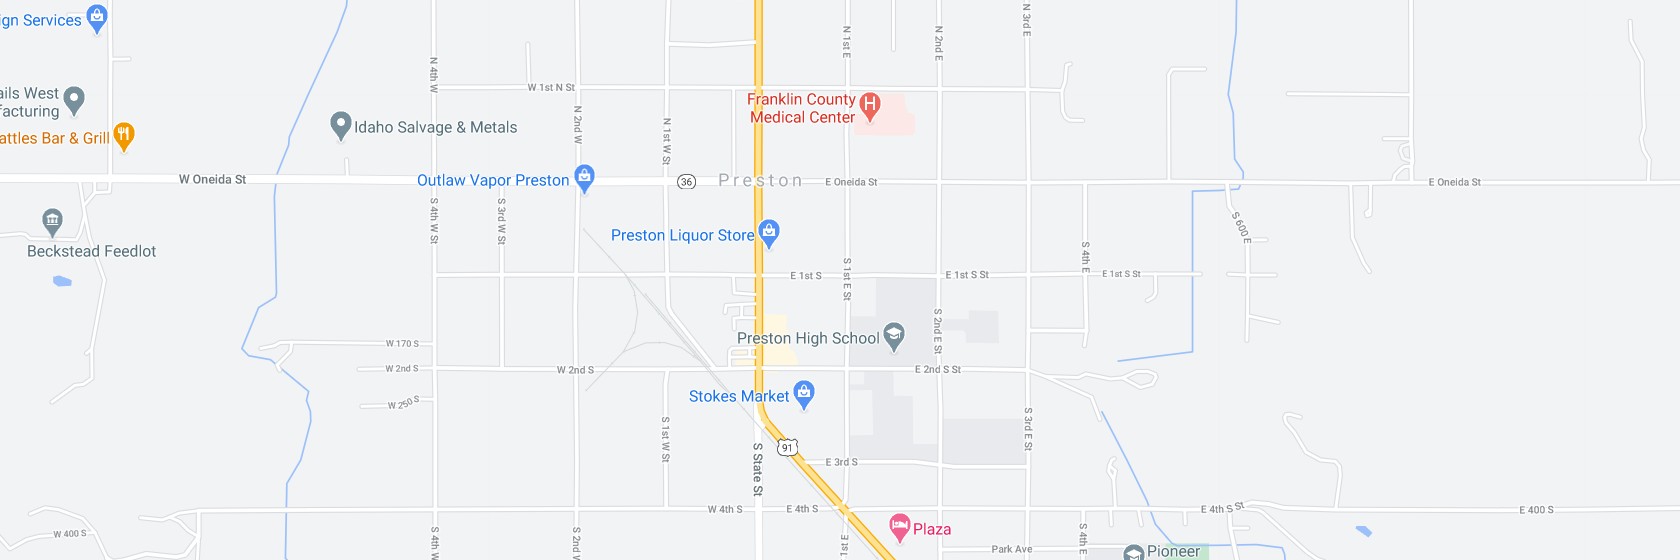 ign Services
N 4th W
N 1st E
N 2nd E
N 3rd E
W 1st N St
ails West
facturing
Franklin County
Medical Center
attles Bar & Grill
Idaho Salvage & Metals
N 2nd W
N 1st W St
W Oneida St
Outlaw Vapor Preston
36
Preston
E Oneida St
E Oneida St
S 4th W St
S 3rd W St
Beckstead Feedlot
Preston Liquor Store
S 600 E
S 4th E
E 1st S
S 1st E St
E 1st S St
E 1st S St
Preston High School
S 2nd E St
W 170 S
W 2nd S
W 2nd S
E 2nd S St
W 250 S
Stokes Market
S 1st W St
S State St
91
E 3rd S
S 3rd E St
W 4th S
E 4th S
E 4th S St
E 400 S
W 400 S
S 4th W
S 2nd W
S 4th E
E 1st
Plaza
Park Ave
Pioneer